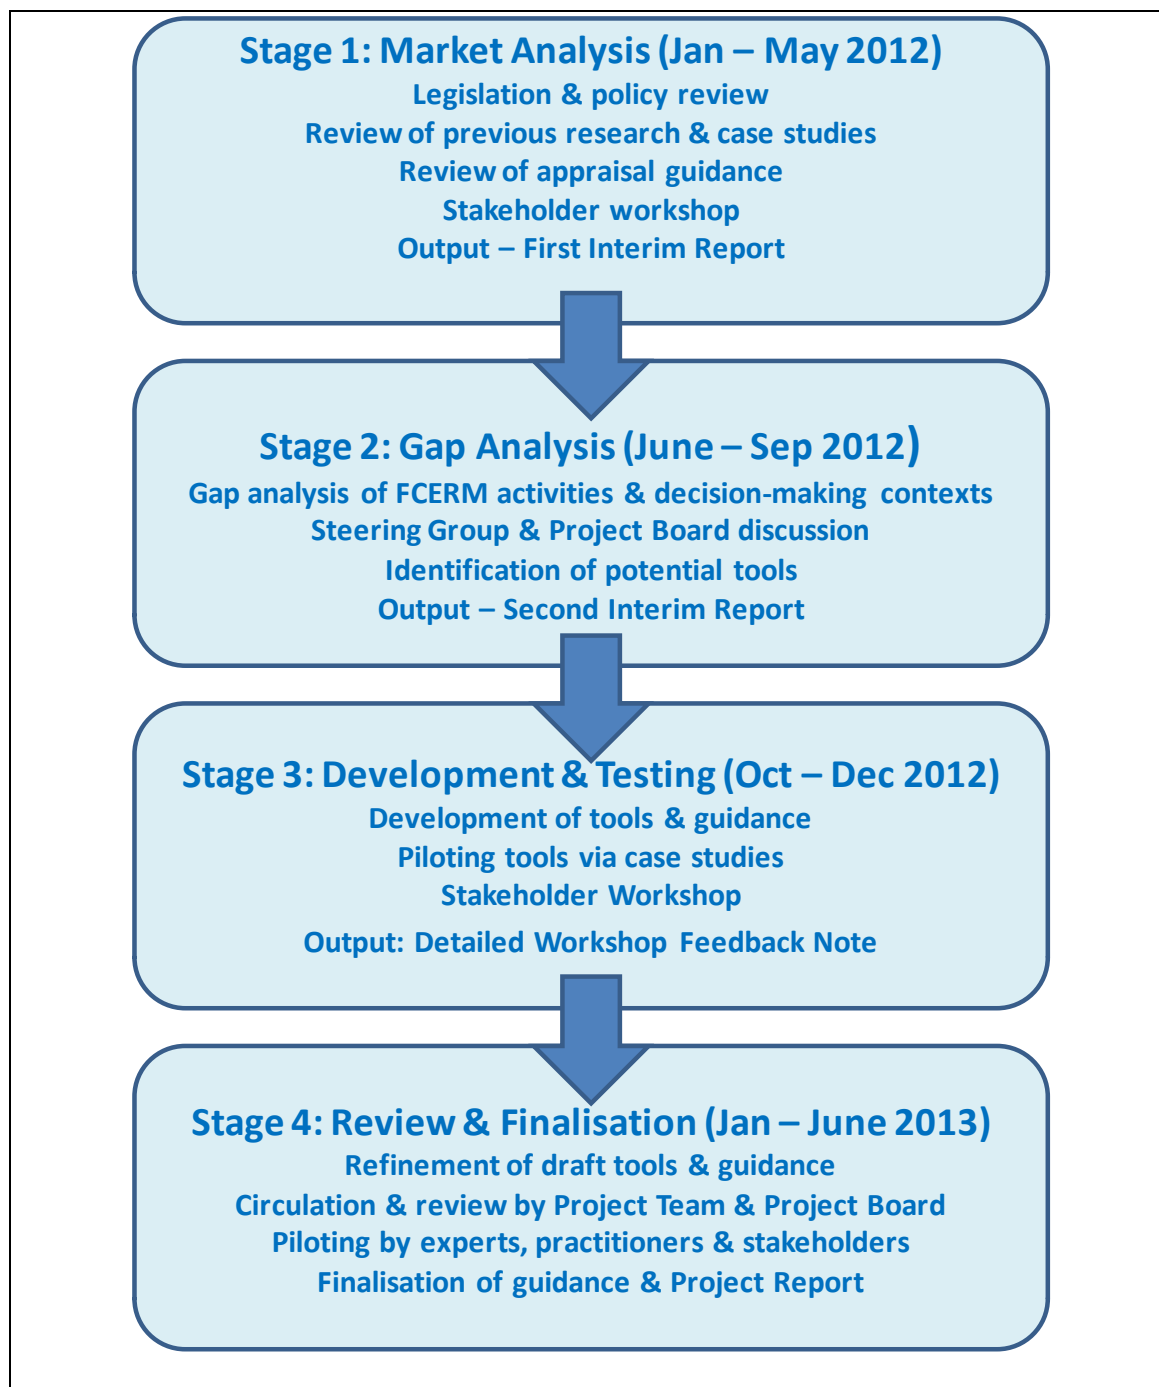 Stage 1: Market Analysis (Jan – May 2012)
Legislation & policy review
Review of previous research & case studies
Review of appraisal guidance
Stakeholder workshop
Output – First Interim Report
Stage 2: Gap Analysis (June – Sep 2012)
Gap analysis of FCERM activities & decision-making contexts
Steering Group & Project Board discussion
Identification of potential tools
Output – Second Interim Report
Stage 3: Development & Testing (Oct – Dec 2012)
Development of tools & guidance
Piloting tools via case studies
Stakeholder Workshop
Output: Detailed Workshop Feedback Note
Stage 4: Review & Finalisation (Jan – June 2013)
Refinement of draft tools & guidance
Circulation & review by Project Team & Project Board
Piloting by experts, practitioners & stakeholders
Finalisation of guidance & Project Report